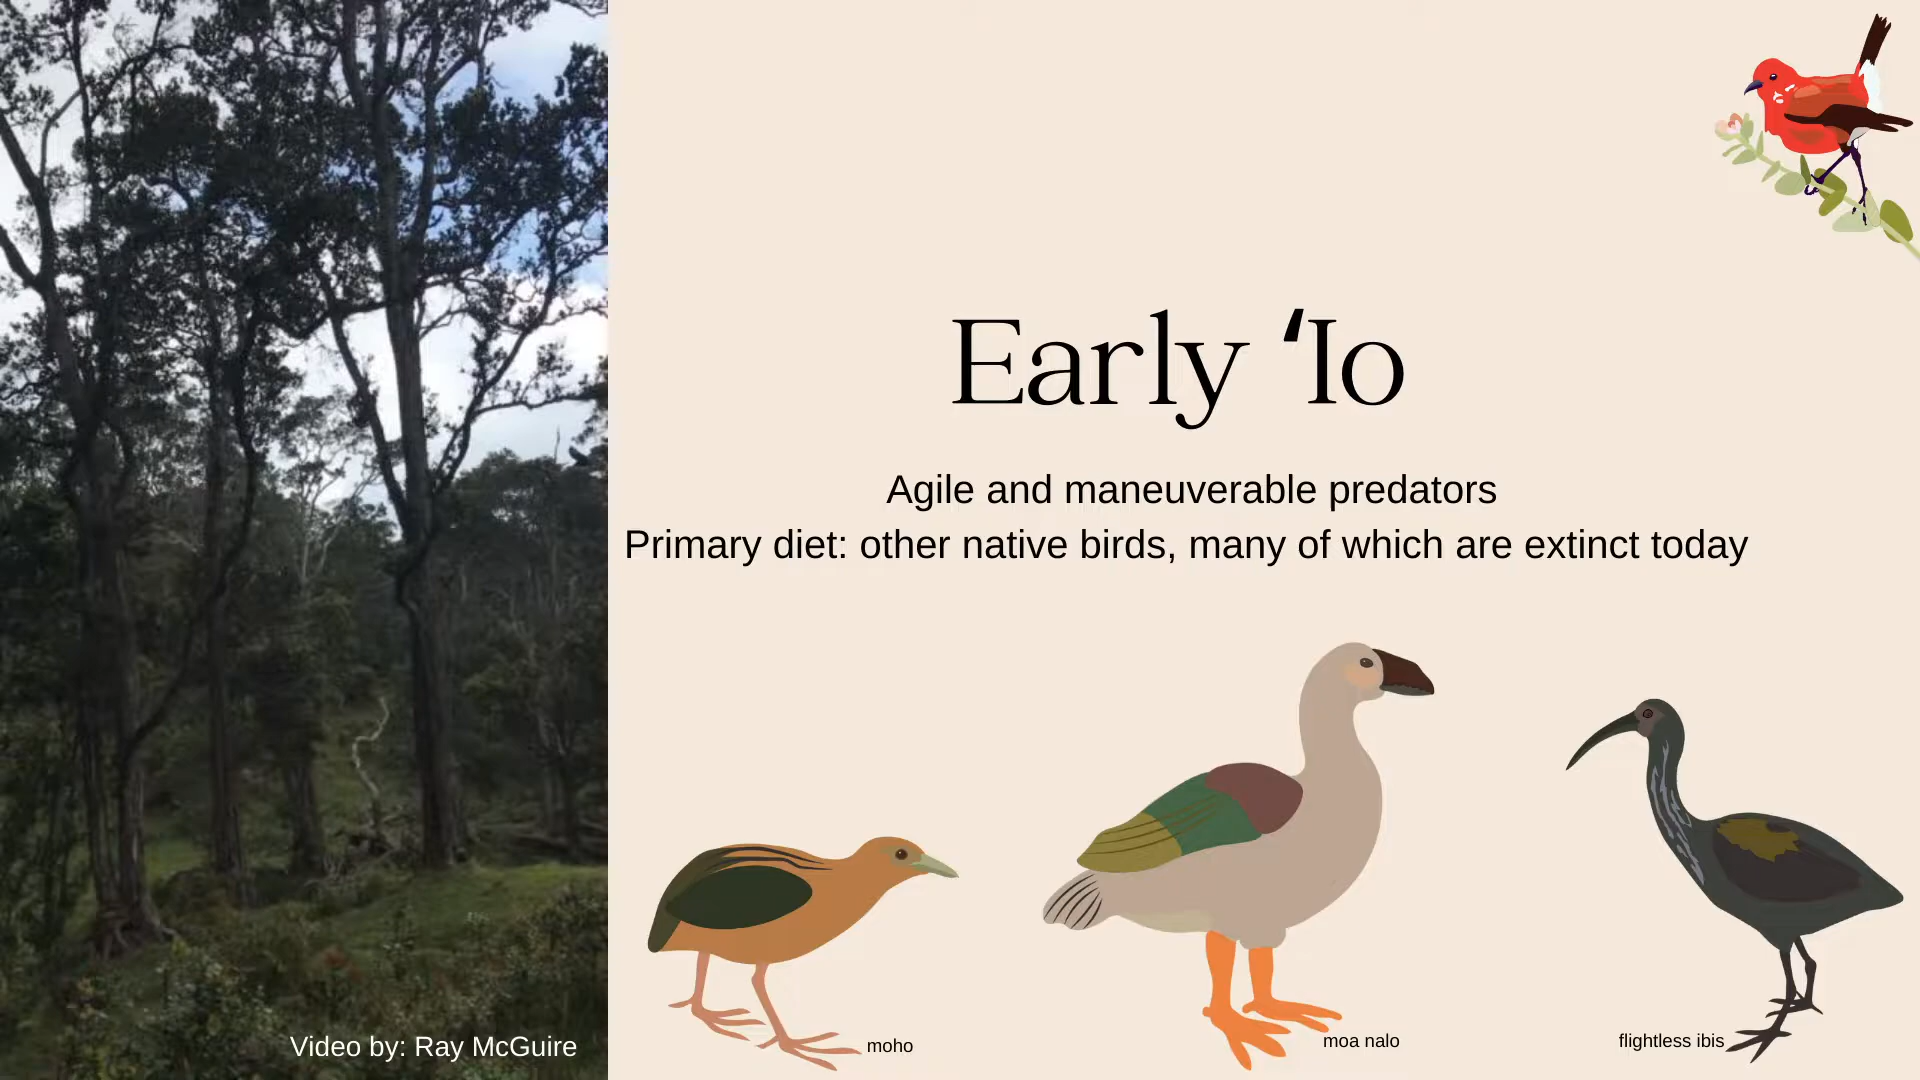 Early ʻIo
Agile and maneuverable predators
Primary diet: other native birds, many of which are extinct today
moho
moa nalo
flightless ibis
Video by: Ray McGuire